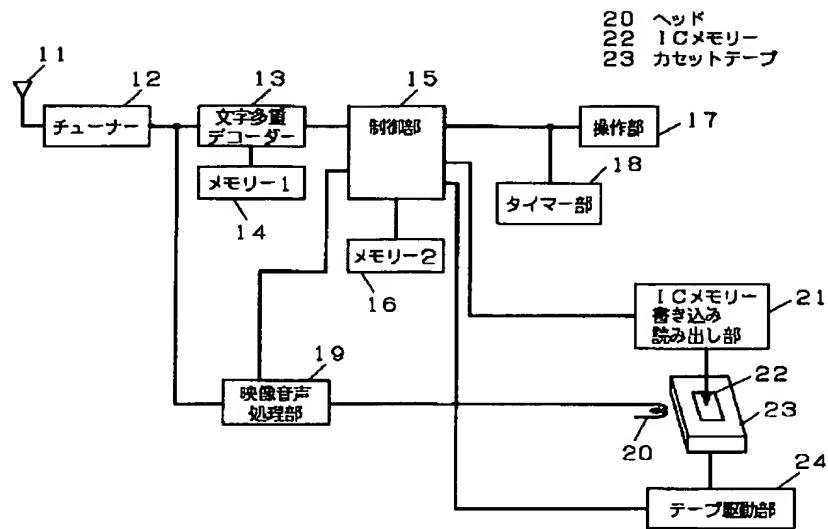 20 ヘッド
22 ICメモリー
23 カセットテープ
11
12
チューナー
13
文字多重
デコーダー
メモリー1
14
15
制御部
メモリー2
16
操作部
17
18
タイマー部
19
映像音声
処理部
ICメモリー
書き込み
読み出し部
21
22
23
20
24
テープ駆動部